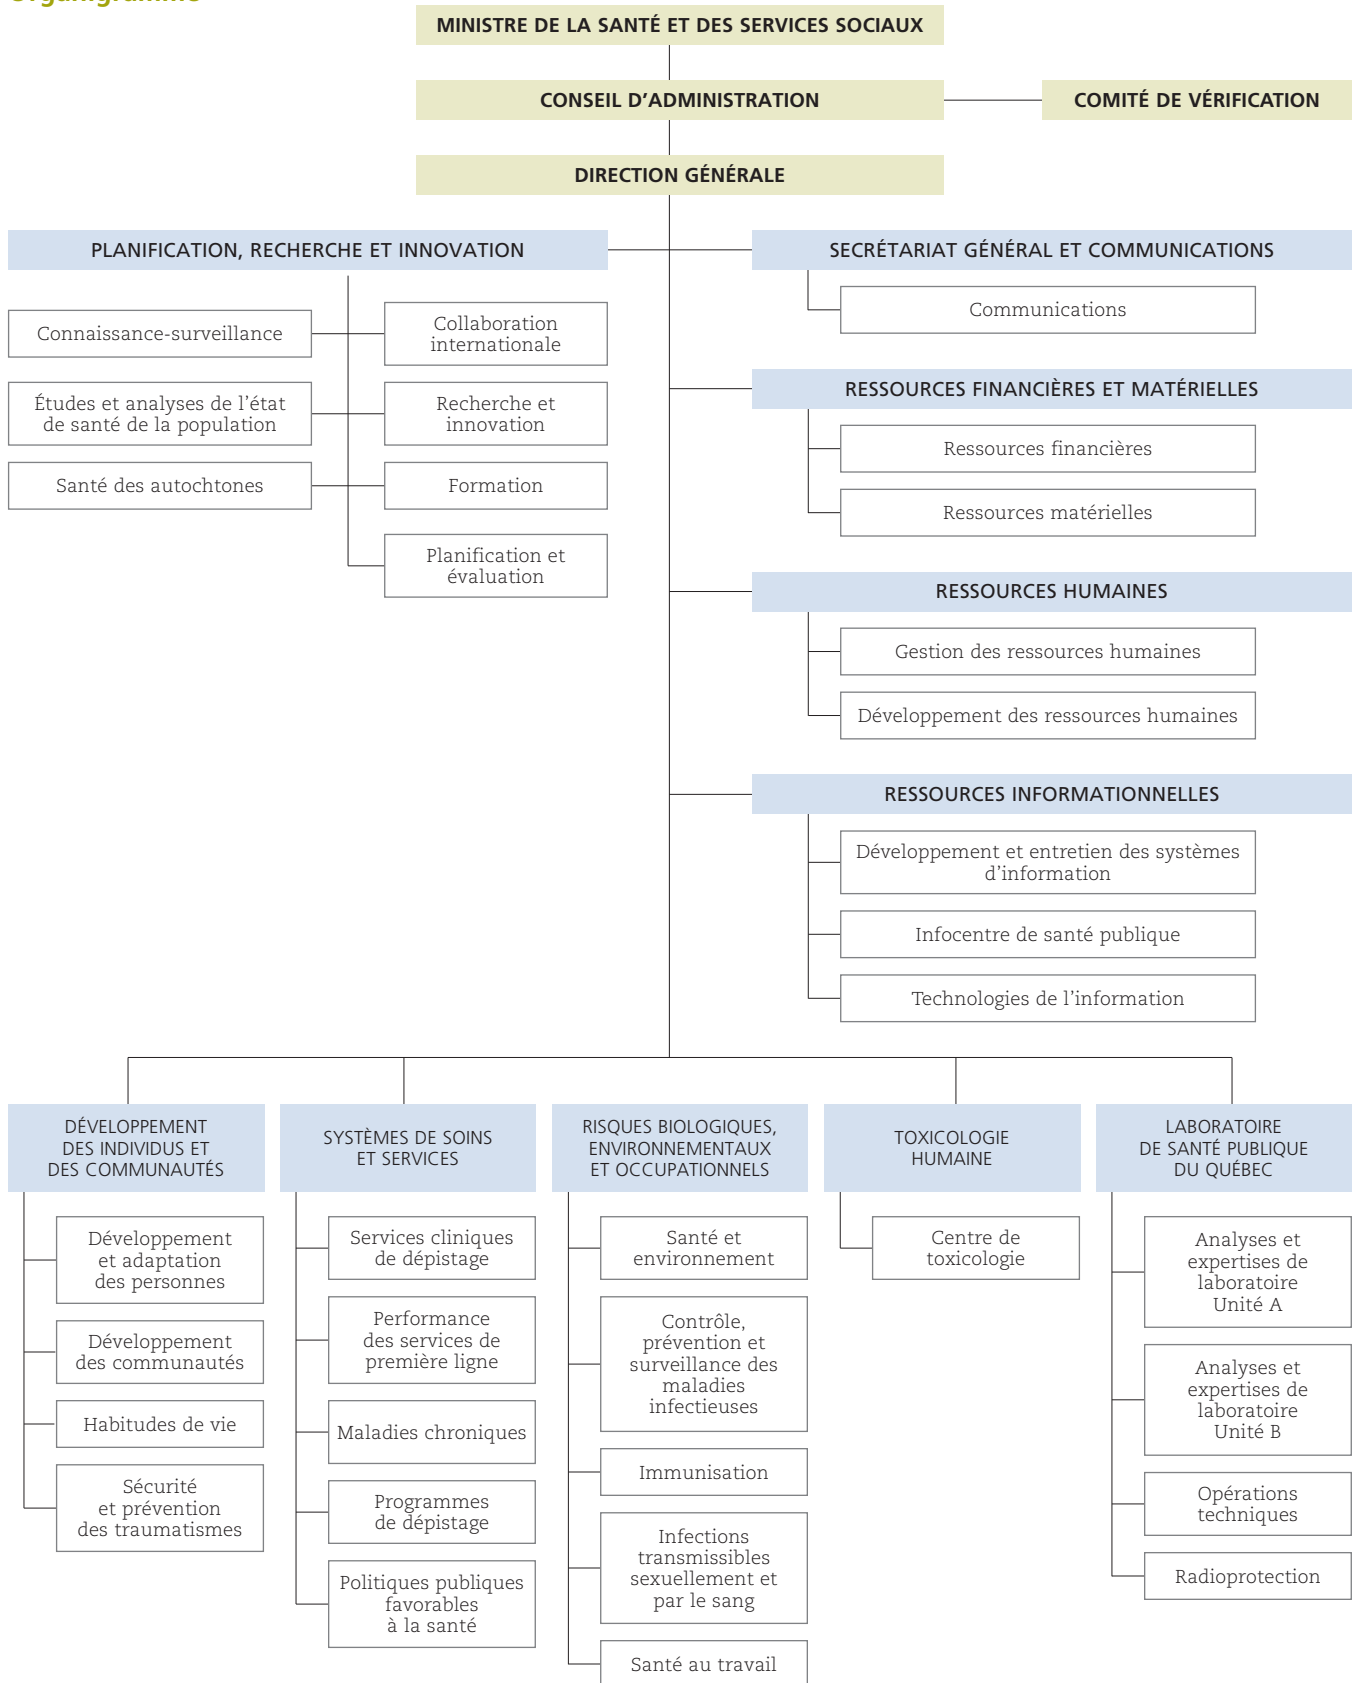 Organigramme
MINISTRE DE LA SANTÉ ET DES SERVICES SOCIAUX
CONSEIL D'ADMINISTRATION
COMITÉ DE VÉRIFICATION
DIRECTION GÉNÉRALE
PLANIFICATION, RECHERCHE ET INNOVATION
Connaissance-surveillance
Collaboration
internationale
Études et analyses de l'état
de santé de la population
Recherche et
innovation
Santé des autochtones
Formation
Planification et
évaluation
SECRÉTARIAT GÉNÉRAL ET COMMUNICATIONS
Communications
RESSOURCES FINANCIÈRES ET MATÉRIELLES
Ressources financières
Ressources matérielles
RESSOURCES HUMAINES
Gestion des ressources humaines
Développement des ressources humaines
RESSOURCES INFORMATIONNELLES
Développement et entretien des systèmes
d'information
Infocentre de santé publique
Technologies de l'information
DÉVELOPPEMENT
DES INDIVIDUS ET
DES COMMUNAUTÉS
Développement
et adaptation
des personnes
Développement
des communautés
Habitudes de vie
Sécurité
et prévention
des traumatismes
SYSTÈMES DE SOINS
ET SERVICES
Services cliniques
de dépistage
Performance
des services de
première ligne
Maladies chroniques
Programmes
de dépistage
Politiques publiques
favorables
à la santé
RISQUES BIOLOGIQUES,
ENVIRONNEMENTAUX
ET OCCUPATIONNELS
Santé et
environnement
Contrôle,
prévention et
surveillance des
maladies
infectieuses
Immunisation
Infections
transmissibles
sexuellement et
par le sang
Santé au travail
TOXICOLOGIE
HUMAINE
Centre de
toxicologie
LABORATOIRE
DE SANTÉ PUBLIQUE
DU QUÉBEC
Analyses et
expertises de
laboratoire
Unité A
Analyses et
expertises de
laboratoire
Unité B
Opérations
techniques
Radioprotection